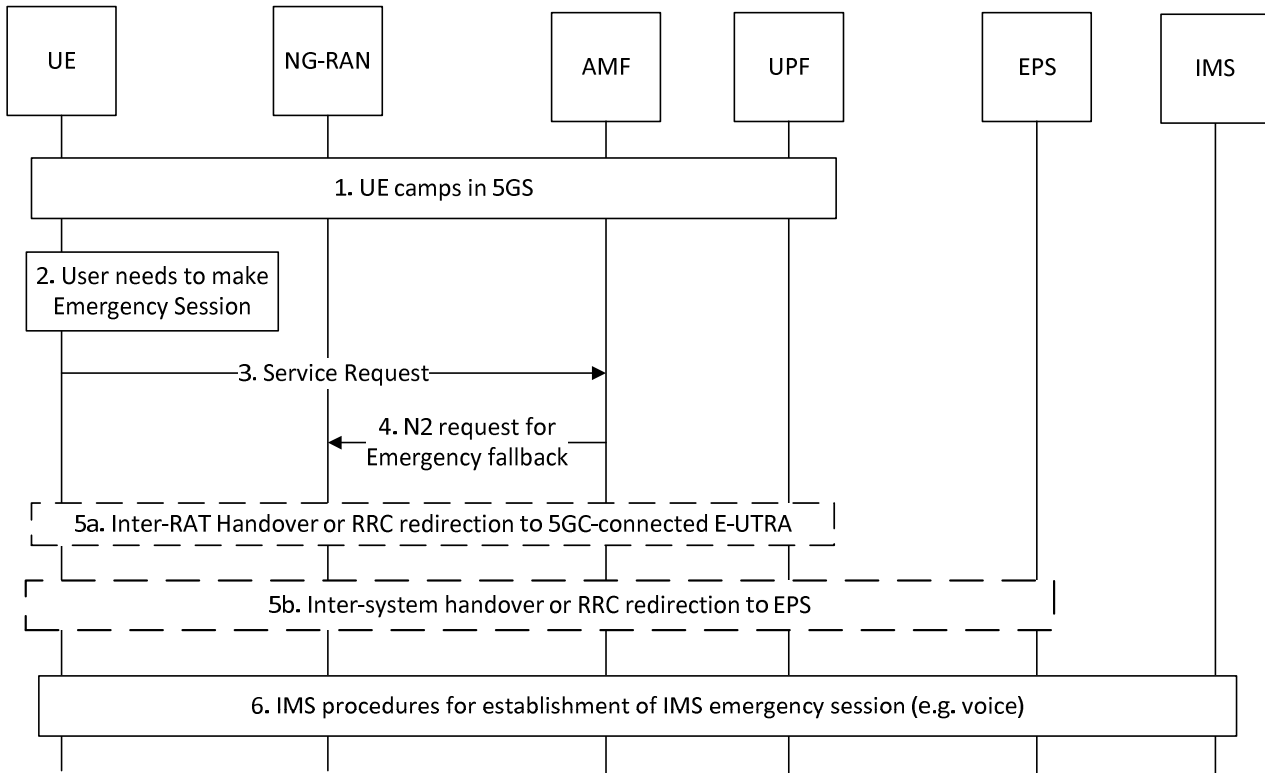 UE
NG-RAN
AMF
UPF
EPS
IMS
1. UE camps in 5GS
2. User needs to make
Emergency Session
3. Service Request
4. N2 request for
Emergency fallback
5a. Inter-RAT Handover or RRC redirection to 5GC-connected E-UTRA
5b. Inter-system handover or RRC redirection to EPS
6. IMS procedures for establishment of IMS emergency session (e.g. voice)